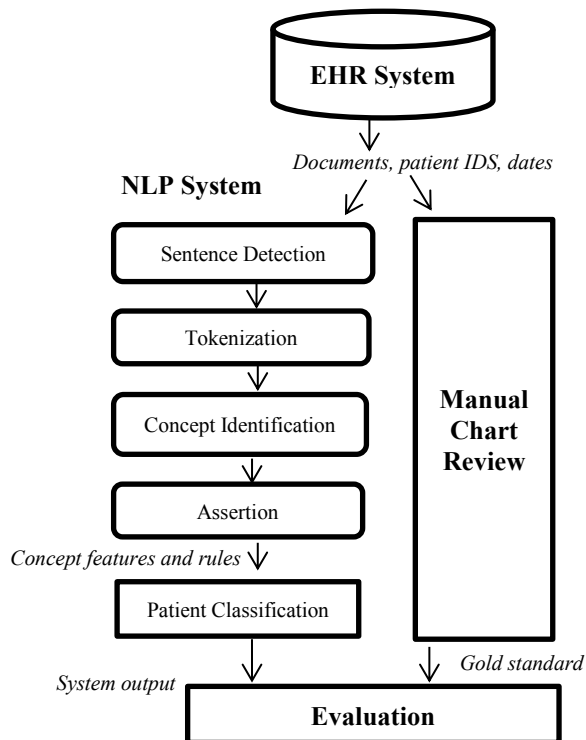 EHR System
Documents, patient IDS, dates
NLP System
Sentence Detection
Tokenization
Concept Identification
Assertion
Concept features and rules
Patient Classification
Manual
Chart
Review
System output
Gold standard
Evaluation